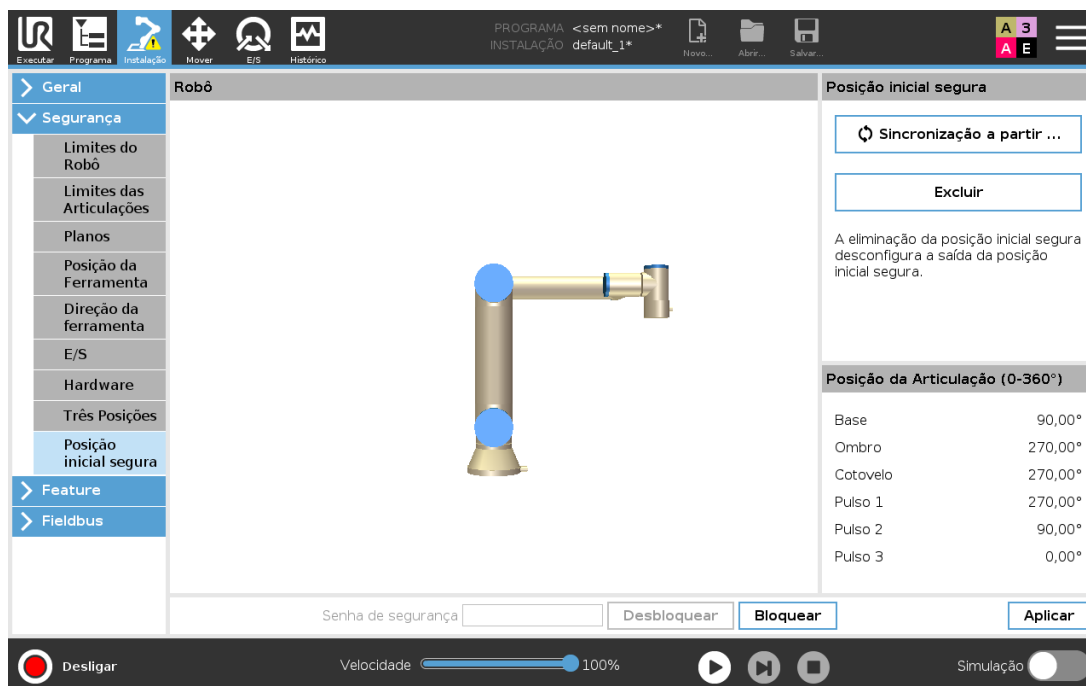 UR
Executar
Programa
Instalação
Mover
E/S
Histórico
PROGRAMA <sem nome>*
INSTALAÇÃO default_1*
Novo...
Abrir...
Salvar...
A 3
A E
Geral
Segurança
Limites do
Robô
Limites das
Articulações
Planos
Posição da
Ferramenta
Direção da
ferramenta
E/S
Hardware
Três Posições
Posição
inicial segura
Feature
Fieldbus
Robô
Posição inicial segura
Sincronização a partir ...
Excluir
A eliminação da posição inicial segura
desconfigura a saída da posição
inicial segura.
Posição da Articulação (0-360°)
Base 90,00°
Ombro 270,00°
Cotovelo 270,00°
Pulso 1 270,00°
Pulso 2 90,00°
Pulso 3 0,00°
Senha de segurança
Desbloquear
Bloquear
Aplicar
Desligar
Velocidade 100%
Simulação